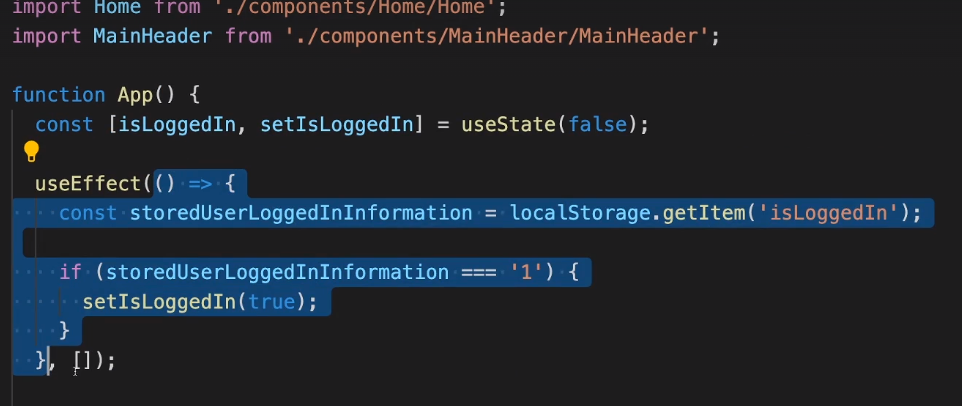 import Home from './components/Home/Home';
import MainHeader from './components/MainHeader/MainHeader';
function App() {
const [isLoggedIn, setIsLoggedIn] = useState(false);
useEffect(() => {
const storedUserLoggedInInformation = localStorage.getItem('isLoggedIn');
if (storedUserLoggedInInformation === '1') {
setIsLoggedIn(true);
}
}, []);